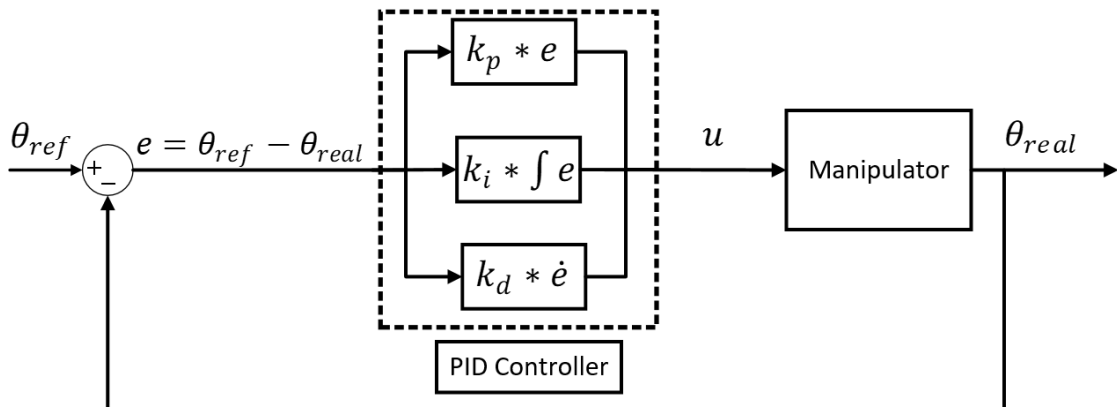 k_p * e
θ_ref
+
−
e = θ_ref − θ_real
k_i * ∫ e
u
Manipulator
θ_real
k_d * ė
PID Controller